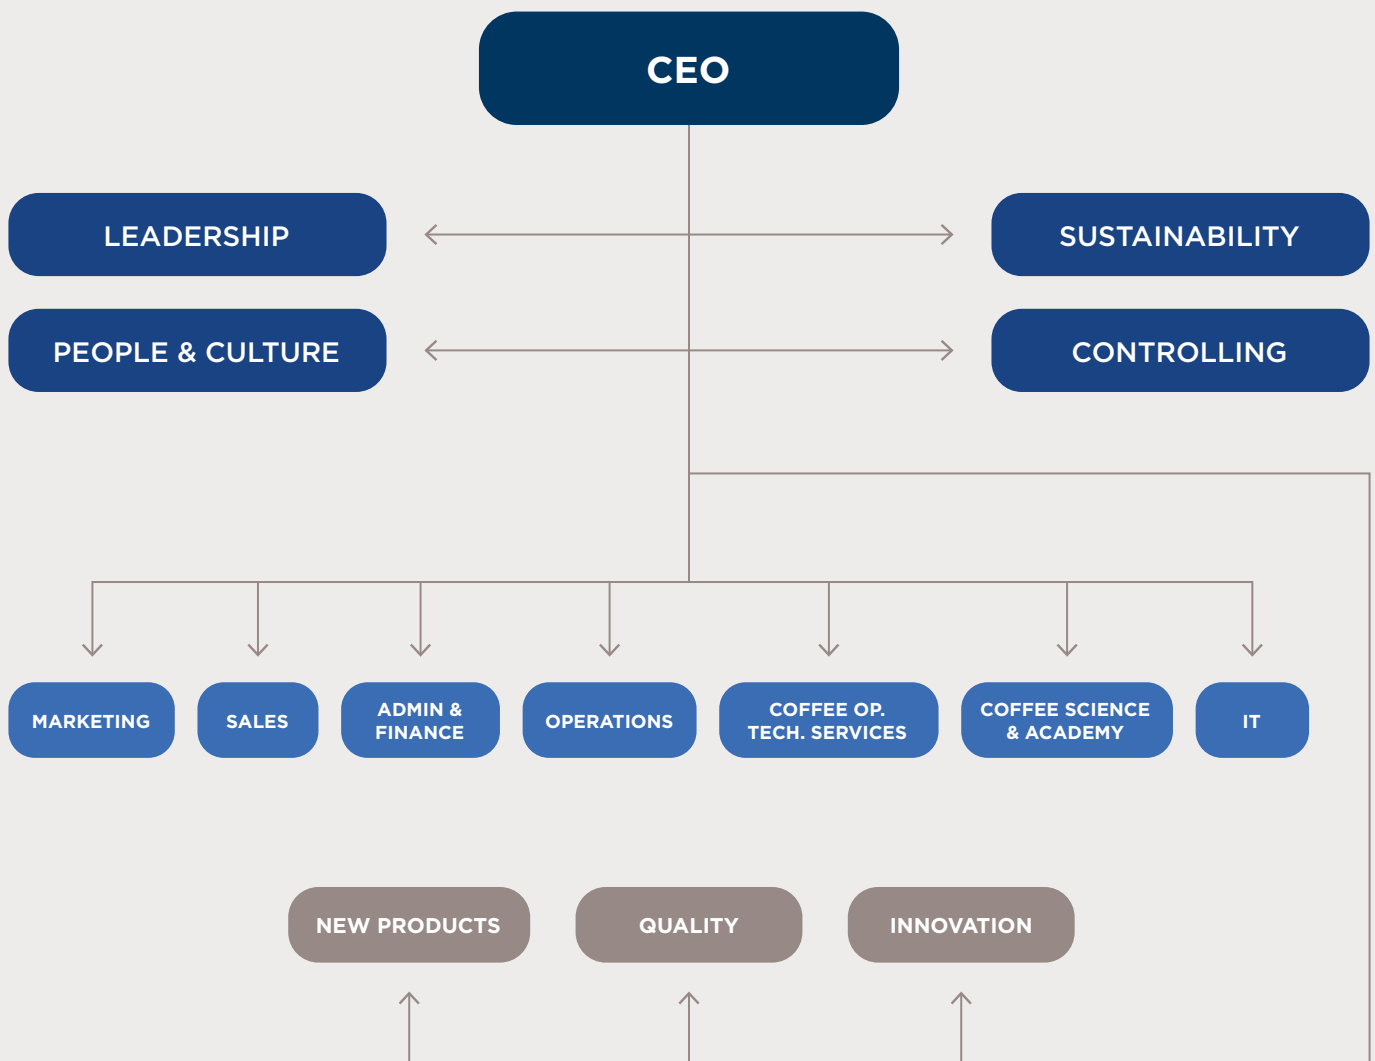 CEO
LEADERSHIP
SUSTAINABILITY
PEOPLE & CULTURE
CONTROLLING
MARKETING
SALES
ADMIN &
FINANCE
OPERATIONS
COFFEE OP.
TECH. SERVICES
COFFEE SCIENCE
& ACADEMY
IT
NEW PRODUCTS
QUALITY
INNOVATION